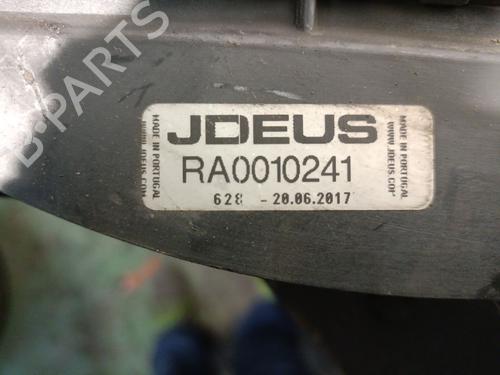 B-PARTS
JDEUS
RA0010241
628 - 20.06.2017
MADE IN PORTUGAL
WWW.JDEUS.COM
MADE IN PORTUGAL
WWW.JDEUS.COM